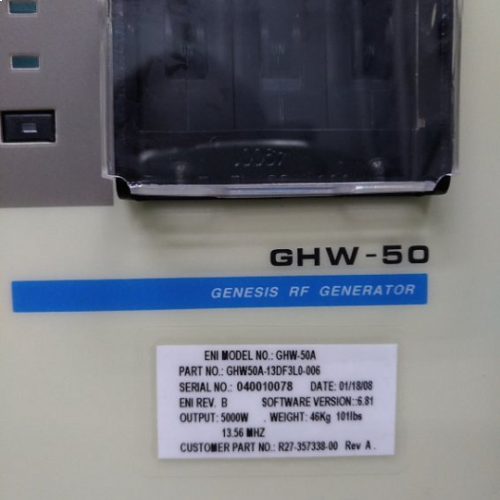 GHW-50
GENESIS RF GENERATOR
ENI MODEL NO.: GHW-50A
PART NO.: GHW50A-13DF3L0-006
SERIAL NO.: 040010078 DATE: 01/18/08
ENI REV. B SOFTWARE VERSION:.:6.81
OUTPUT: 5000W. WEIGHT: 46Kg 101lbs
13.56 MHZ
CUSTOMER PART NO.: R27-357338-00 Rev A.